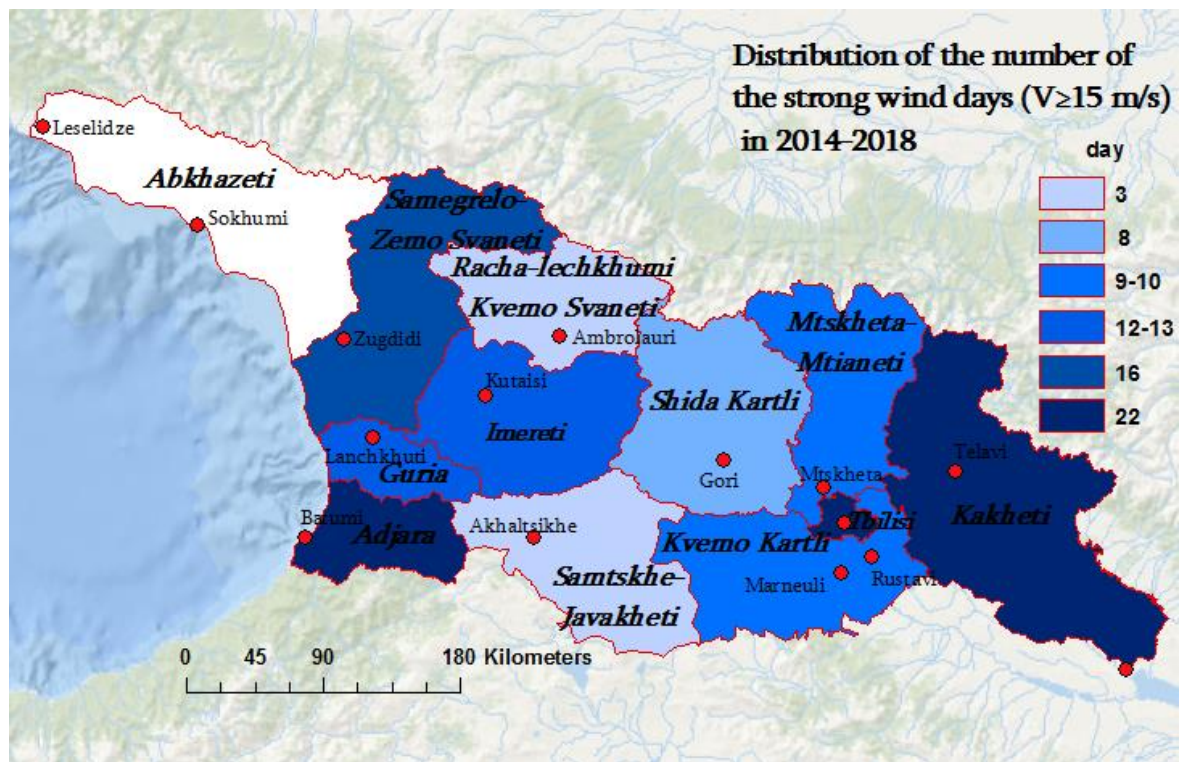 Distribution of the number of
the strong wind days (V≥15 m/s)
in 2014-2018
day
3
8
9-10
12-13
16
22
Leselidze
Abkhazeti
Sokhumi
Samegrelo-
Zemo Svaneti
Racha-lechkhumi
Kvemo Svaneti
Zugdidi
Ambrolauri
Mtskheta-
Mtianeti
Kutaisi
Imereti
Shida Kartli
Lanchkhuti
Guria
Gori
Mtskheta
Telavi
Kakheti
Batumi
Adjara
Akhaltsikhe
Tbilisi
Kvemo Kartli
Samtskhe-
Javakheti
Marneuli
Rustavi
0 45 90 180 Kilometers